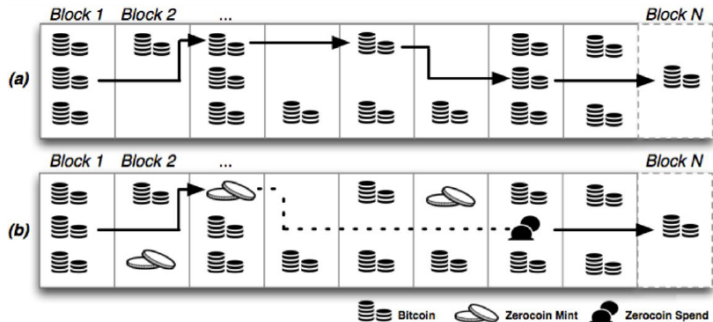 Block 1 Block 2 ... Block N
(a)
Block 1 Block 2 ... Block N
(b)
Bitcoin Zerocoin Mint Zerocoin Spend